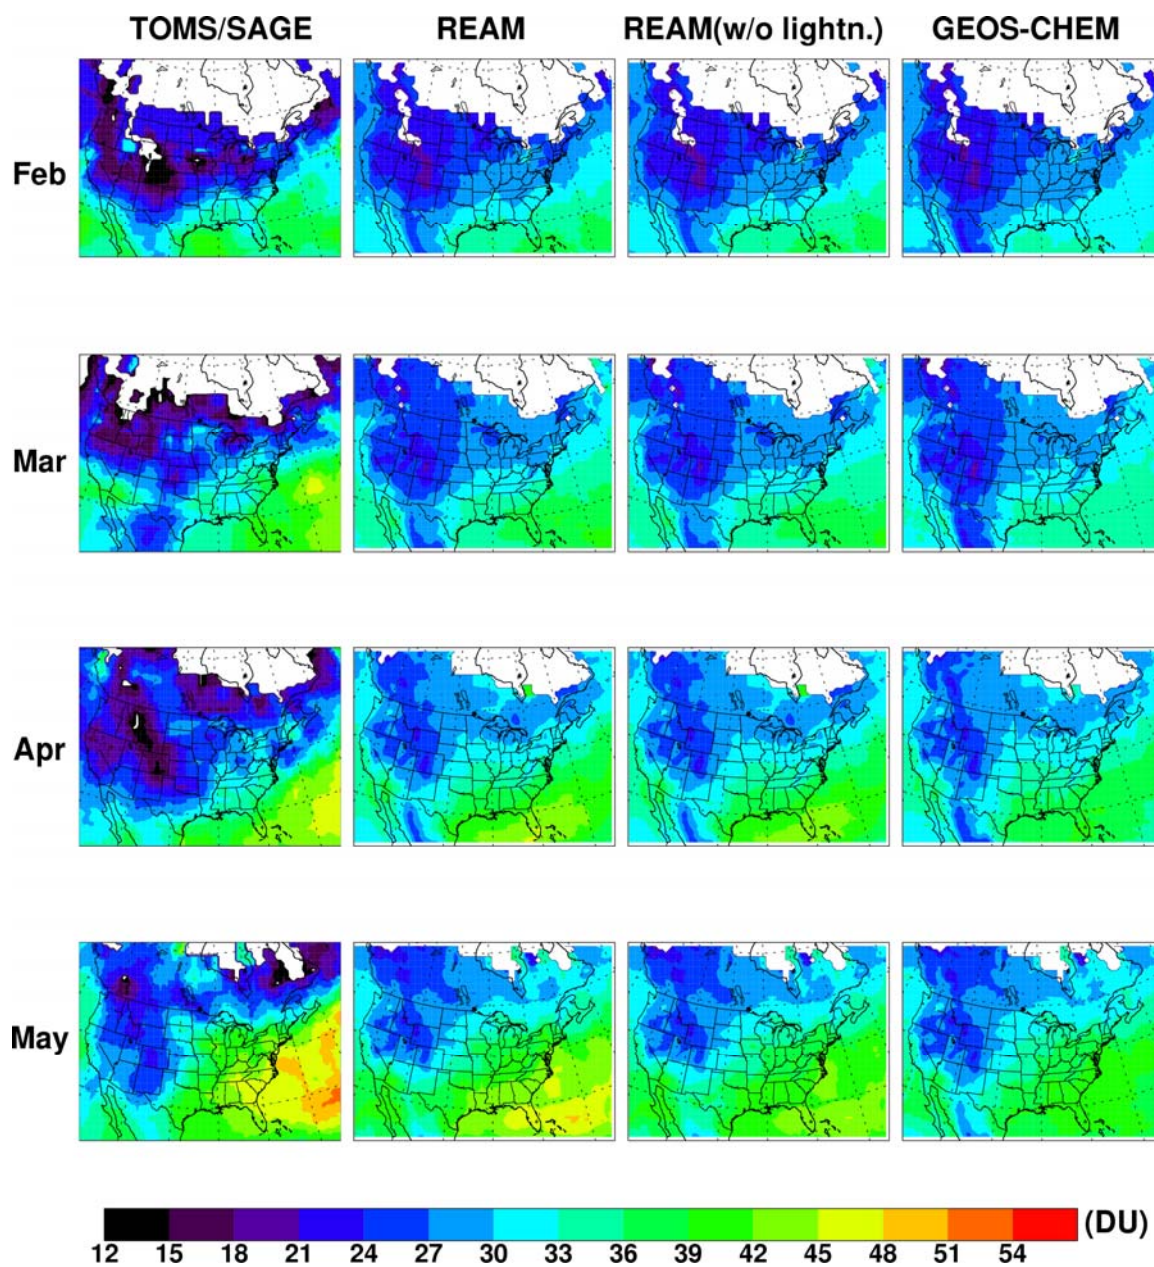 TOMS/SAGE REAM REAM(w/o lightn.) GEOS-CHEM
Feb
Mar
Apr
May
12 15 18 21 24 27 30 33 36 39 42 45 48 51 54 (DU)